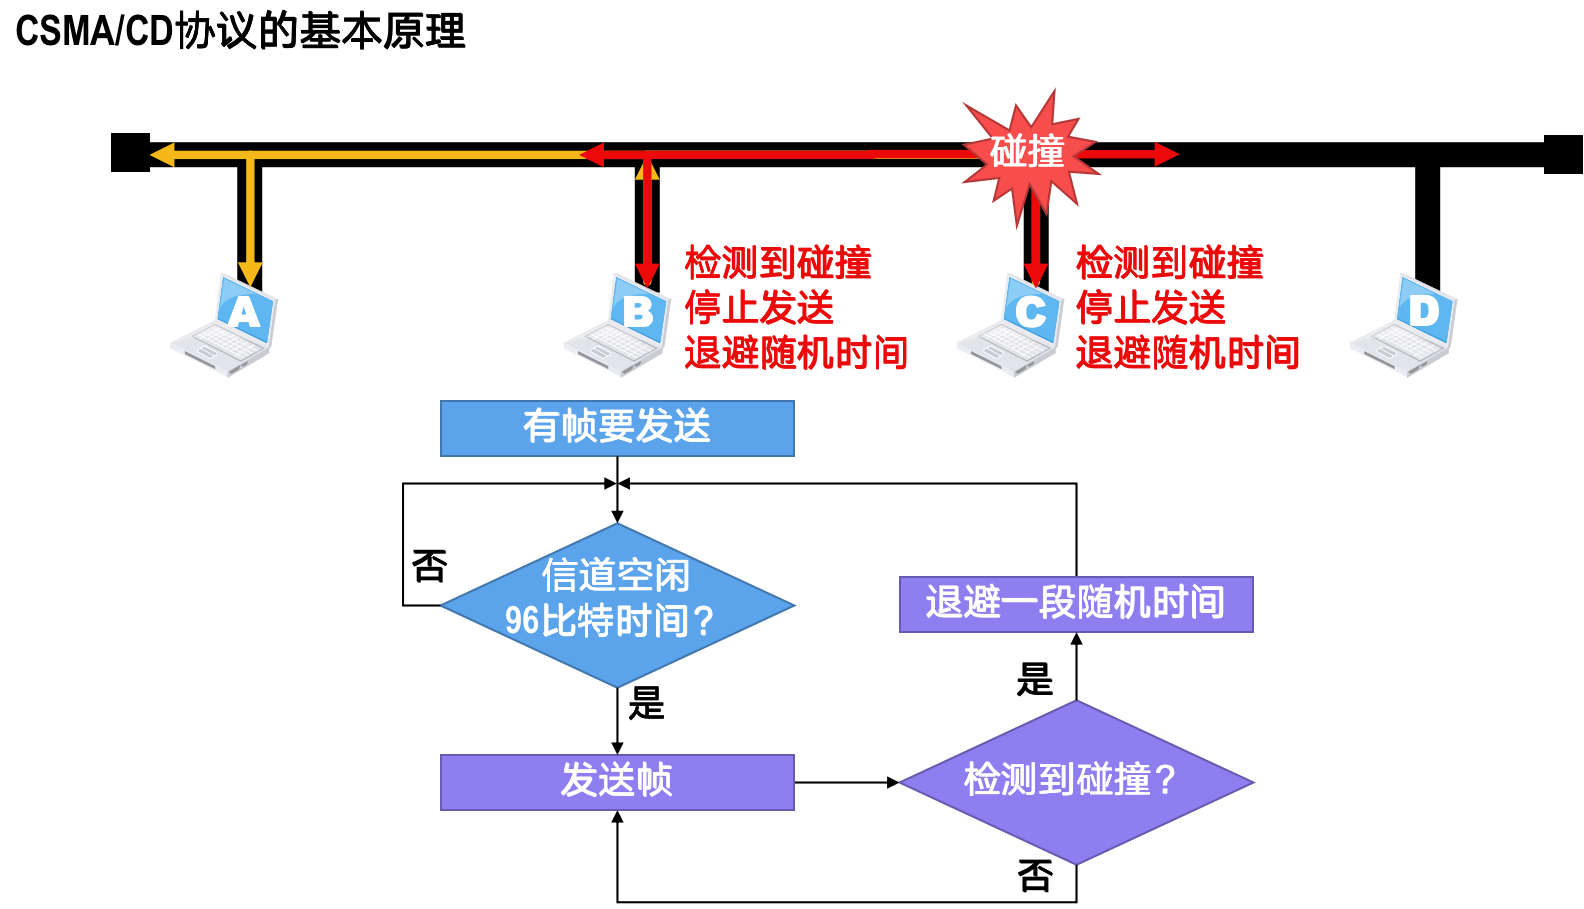 CSMA/CD协议的基本原理
碰撞
检测到碰撞
停止发送
退避随机时间
检测到碰撞
停止发送
退避随机时间
A
B
C
D
有帧要发送
否
信道空闲
96比特时间？
退避一段随机时间
是
是
发送帧
检测到碰撞？
否